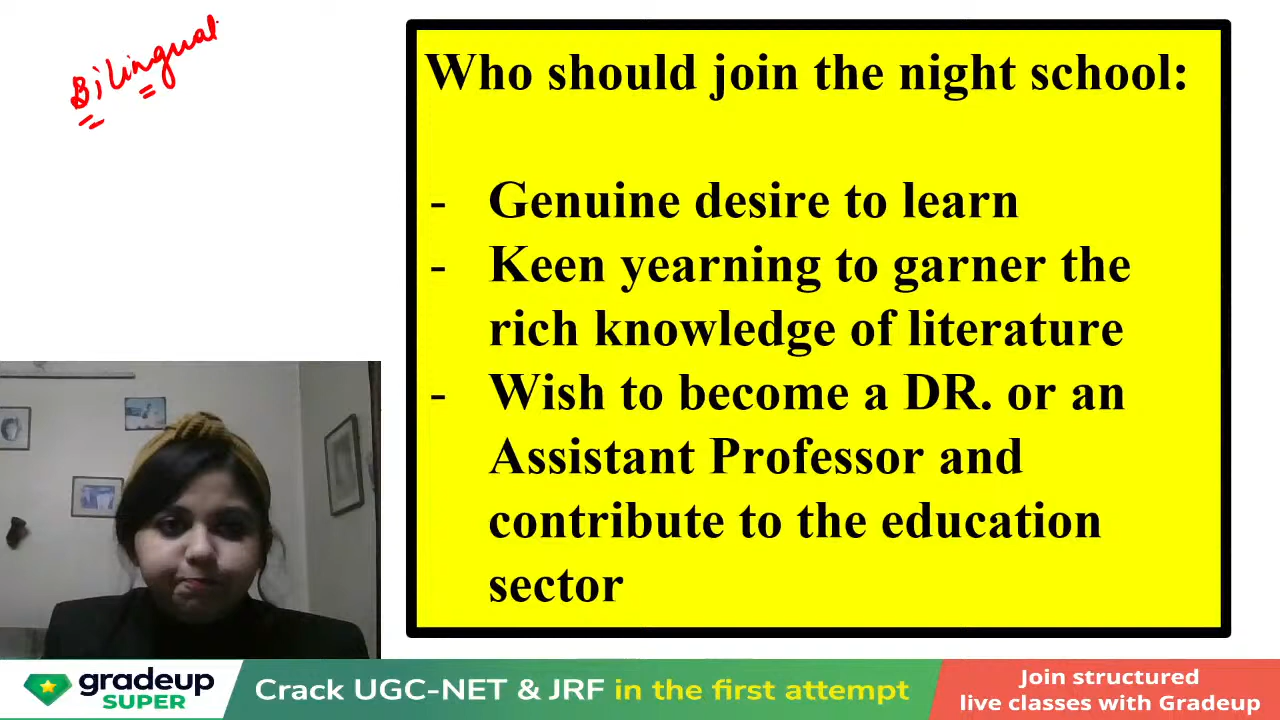 Bilingual
Who should join the night school:
- Genuine desire to learn
- Keen yearning to garner the
rich knowledge of literature
- Wish to become a DR. or an
Assistant Professor and
contribute to the education
sector
gradeup
SUPER
Crack UGC-NET & JRF in the first attempt
Join structured
live classes with Gradeup